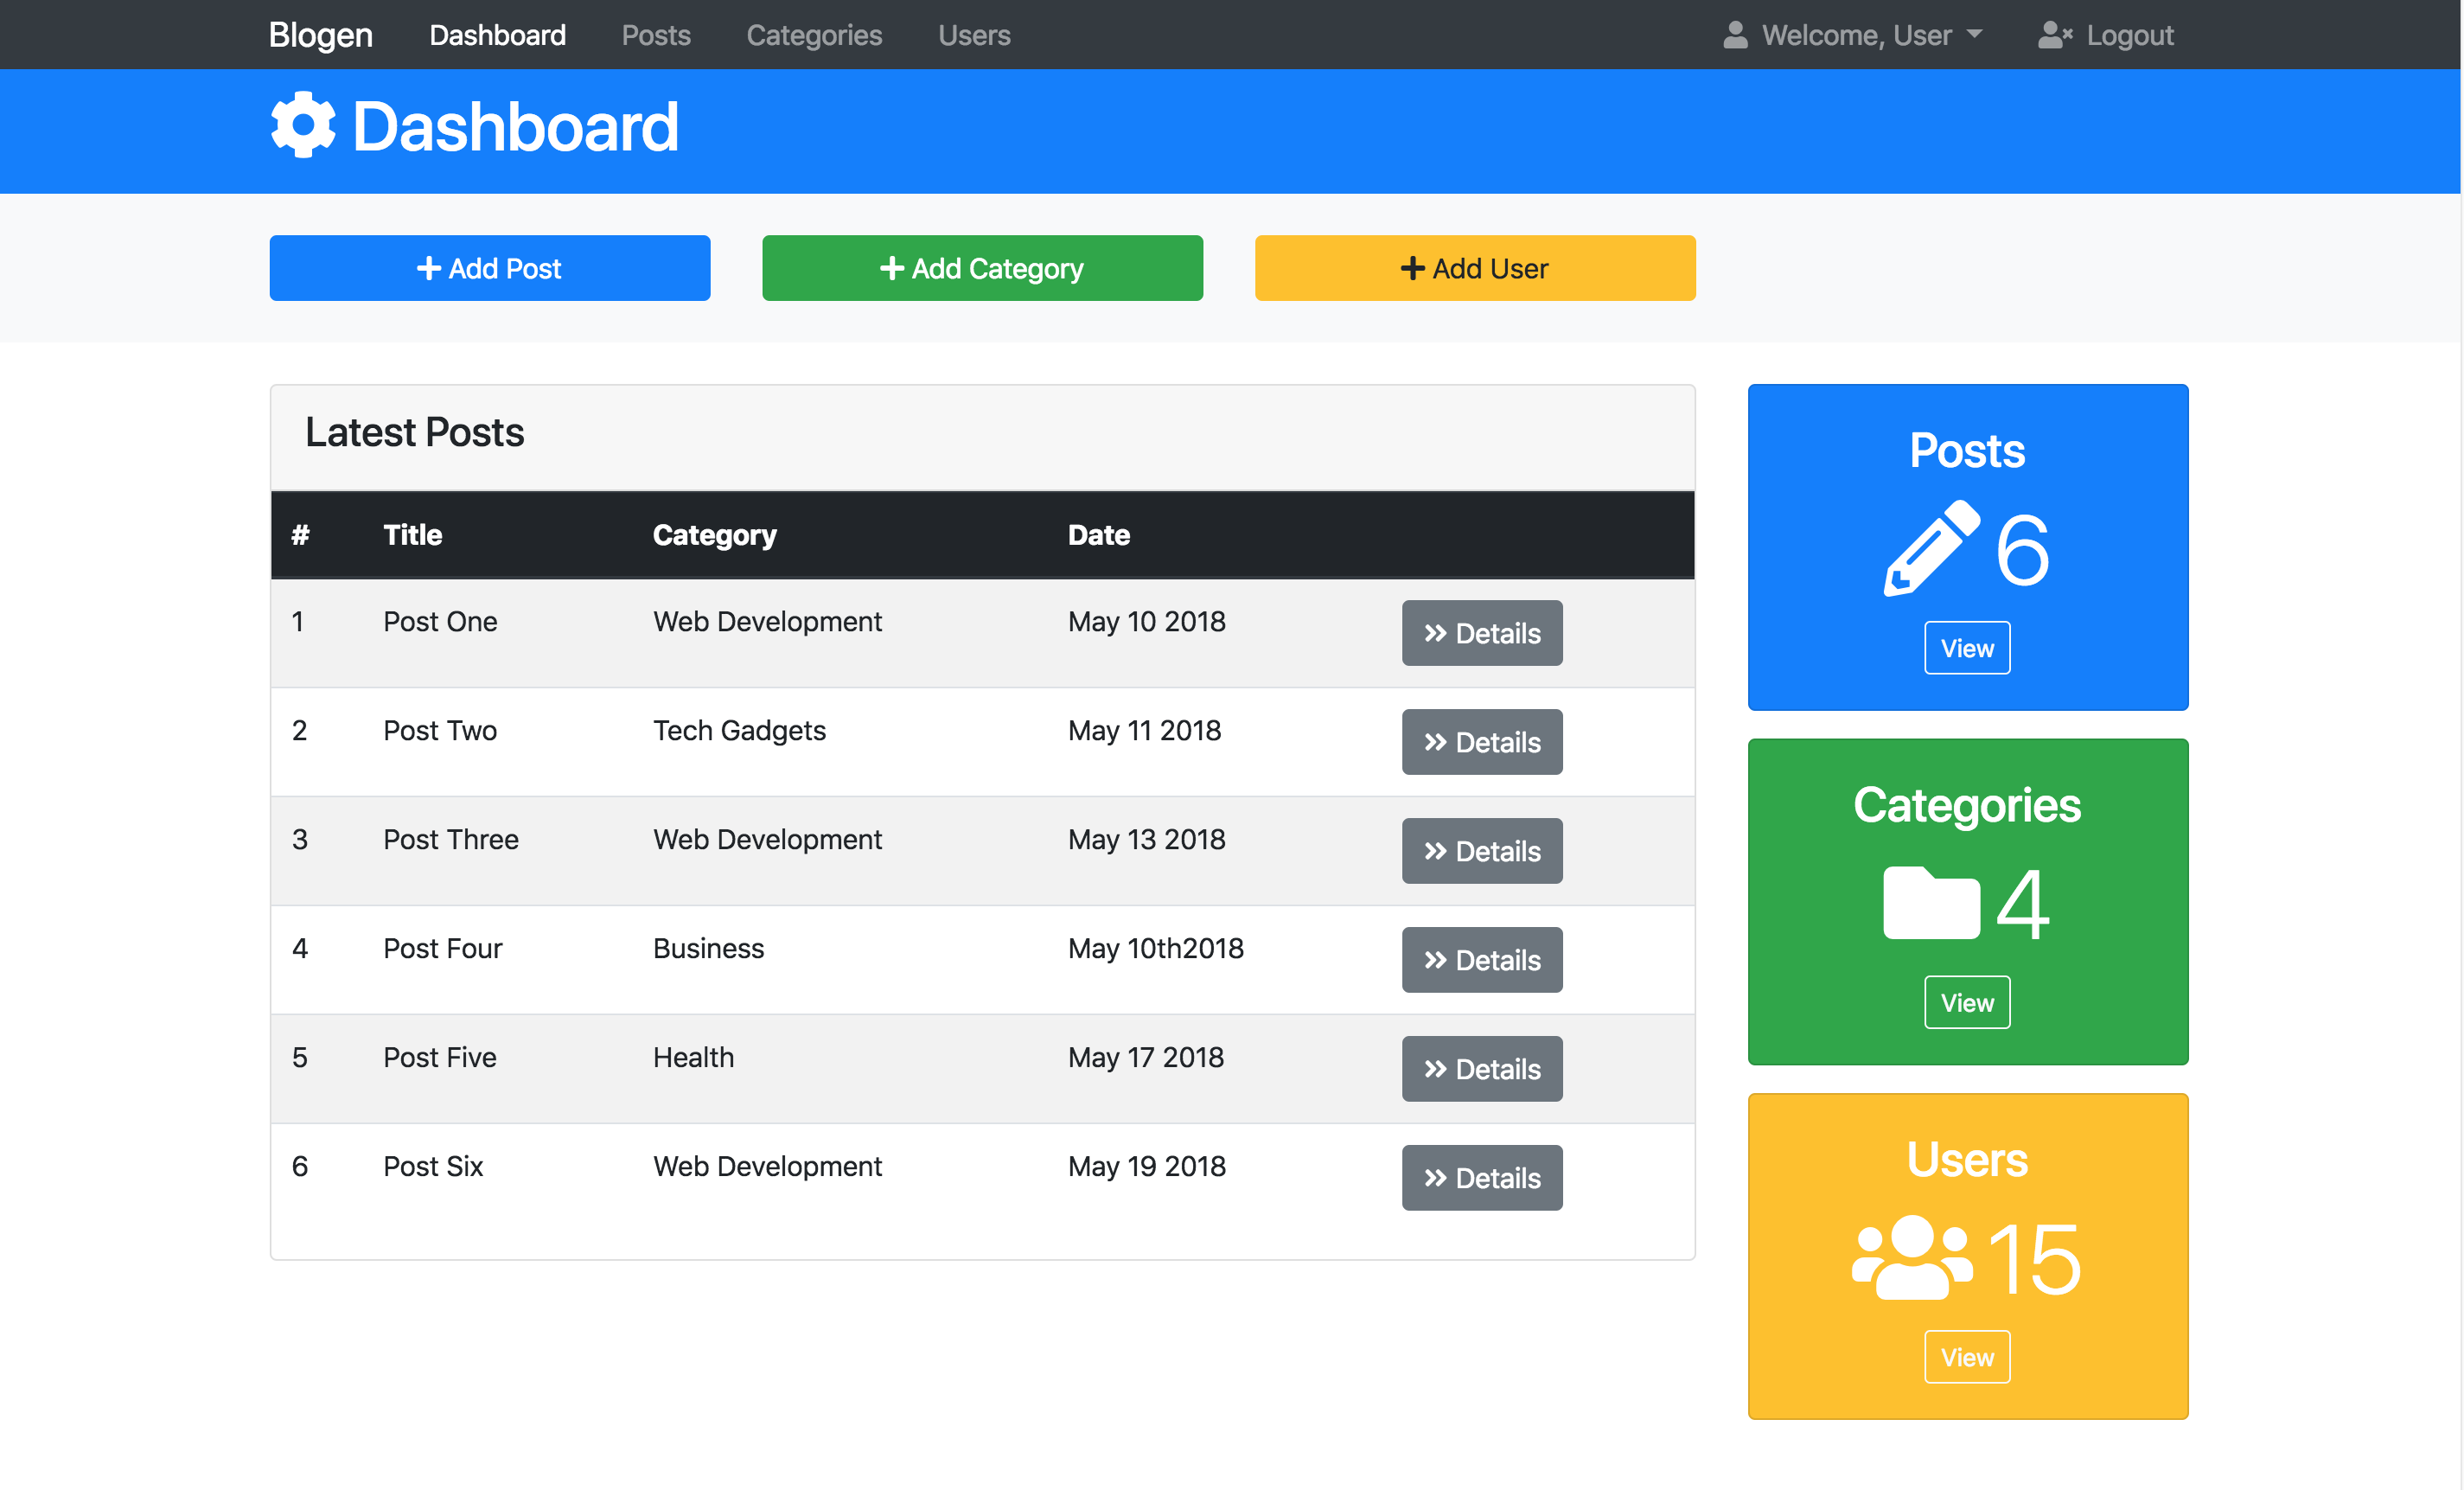 Blogen Dashboard Posts Categories Users Welcome, User Logout
Dashboard
Add Post Add Category Add User
Latest Posts
# Title Category Date
1 Post One Web Development May 10 2018 Details
2 Post Two Tech Gadgets May 11 2018 Details
3 Post Three Web Development May 13 2018 Details
4 Post Four Business May 10th2018 Details
5 Post Five Health May 17 2018 Details
6 Post Six Web Development May 19 2018 Details
Posts
6
View
Categories
4
View
Users
15
View